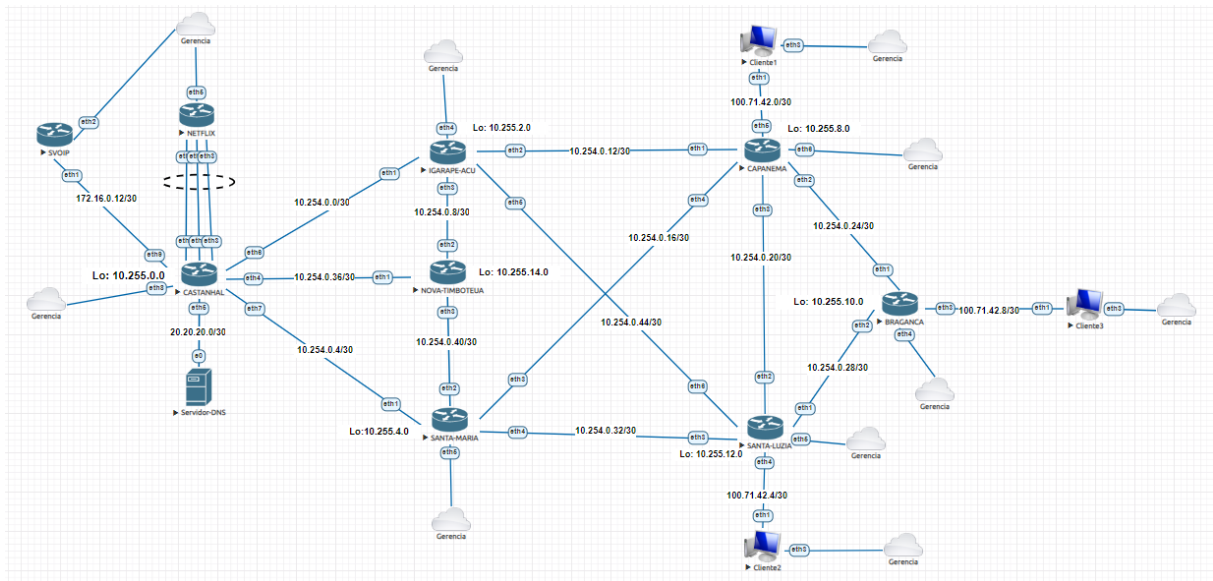 Gerencia
eth3
Cliente1
Gerencia
eth1
Gerencia
eth6
100.71.42.0/30
eth2
NETFLIX
Lo: 10.255.2.0
eth5
Lo: 10.255.8.0
eth4
SVOIP
eth2
10.254.0.12/30
eth1
eth6
Gerencia
eth3
IGARAPE-ACU
CAPANEMA
eth1
eth1
eth2
172.16.0.12/30
eth3
eth5
eth4
eth3
10.254.0.0/30
10.254.0.8/30
10.254.0.24/30
10.254.0.16/30
eth3
eth2
eth9
eth6
10.254.0.20/30
Lo: 10.255.0.0
eth4
10.254.0.36/30
eth1
Lo: 10.255.14.0
eth1
CASTANHAL
NOVA-TIMBOTEUA
eth8
Lo: 10.255.10.0
Gerencia
eth5
eth7
eth3
BRAGANCA
eth3
100.71.42.8/30
eth1
Cliente3
eth3
Gerencia
20.20.20.0/30
10.254.0.44/30
eth2
eth4
10.254.0.4/30
10.254.0.40/30
e0
10.254.0.28/30
eth3
eth2
eth2
eth6
Gerencia
Servidor-DNS
eth1
eth1
Lo:10.255.4.0
SANTA-MARIA
eth4
10.254.0.32/30
eth3
SANTA-LUZIA
eth5
Gerencia
eth5
Lo: 10.255.12.0
eth4
100.71.42.4/30
eth1
Gerencia
eth3
Gerencia
Cliente2